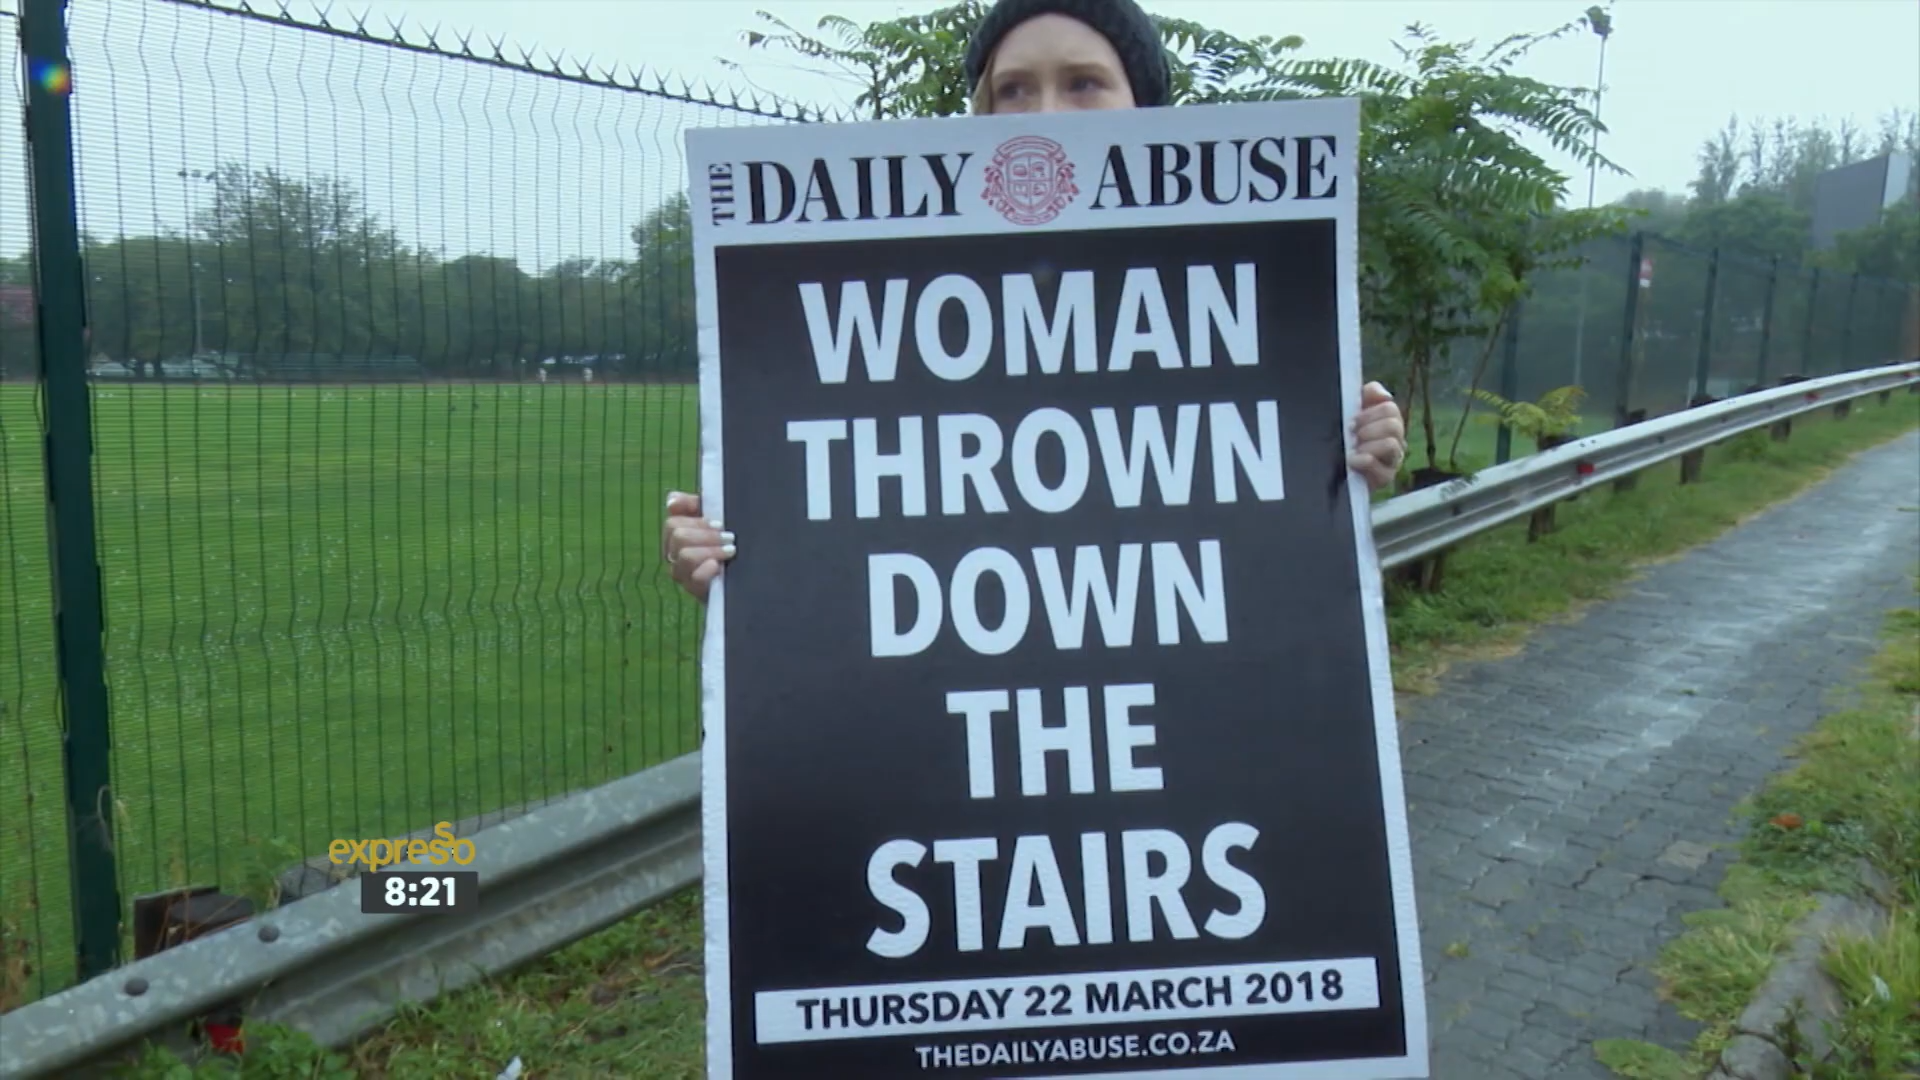 THE DAILY ABUSE
WOMAN
THROWN
DOWN
THE
STAIRS
THURSDAY 22 MARCH 2018
THEDAILYABUSE.CO.ZA
expresso
8:21